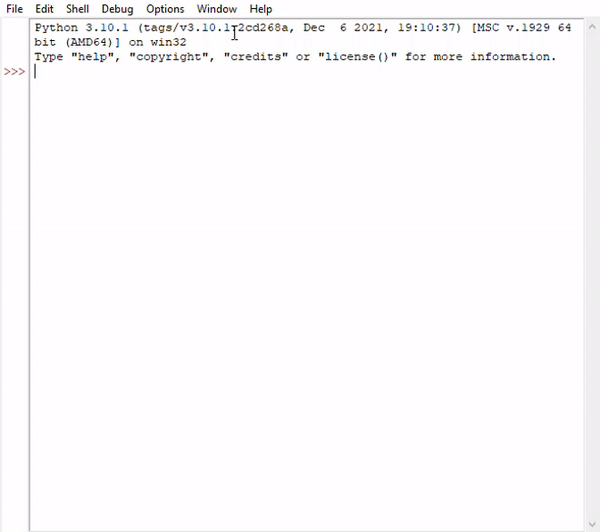 File Edit Shell Debug Options Window Help
Python 3.10.1 (tags/v3.10.1:2cd268a, Dec  6 2021, 19:10:37) [MSC v.1929 64
bit (AMD64)] on win32
Type "help", "copyright", "credits" or "license()" for more information.
>>>